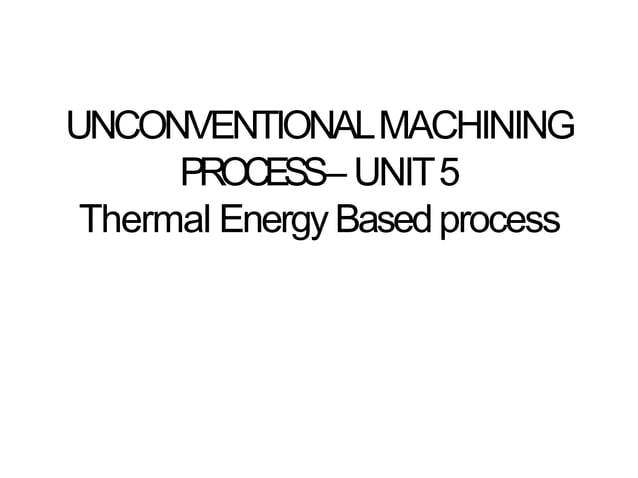 UNCONVENTIONAL MACHINING
PROCESS– UNIT 5
Thermal Energy Based process